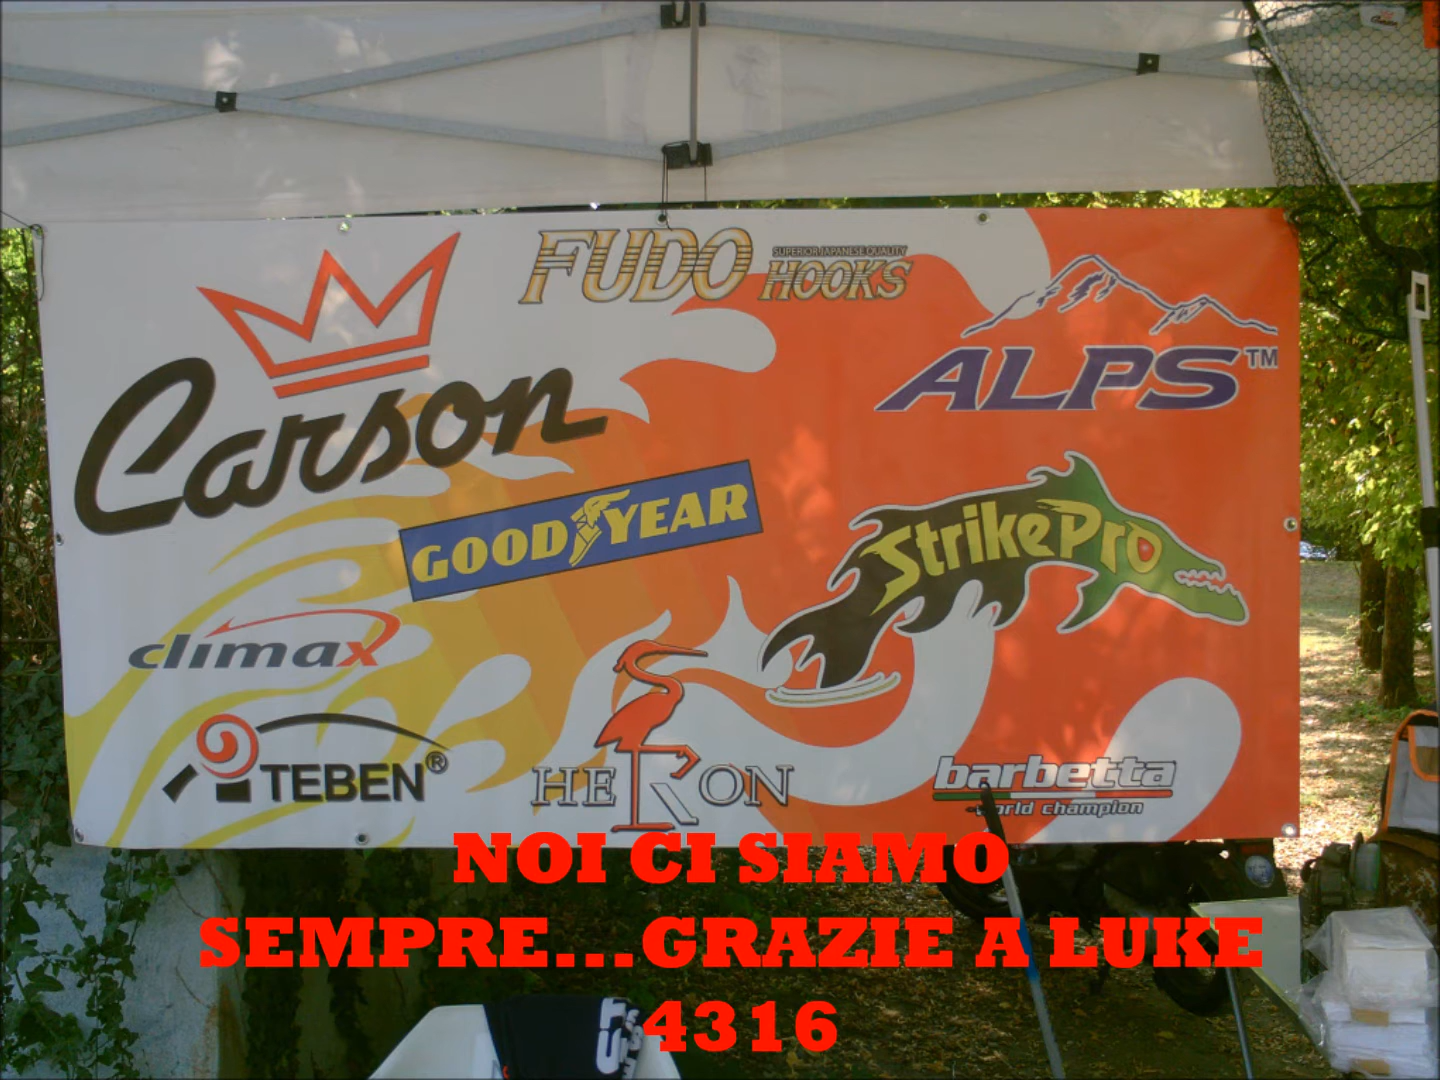 FUDO
SUPERIOR JAPANESE QUALITY
HOOKS
Carson
ALPS™
GOODYEAR
StrikePro
climax
TEBEN®
HERON
barbetta
world champion
NOI CI SIAMO
SEMPRE...GRAZIE A LUKE
4316